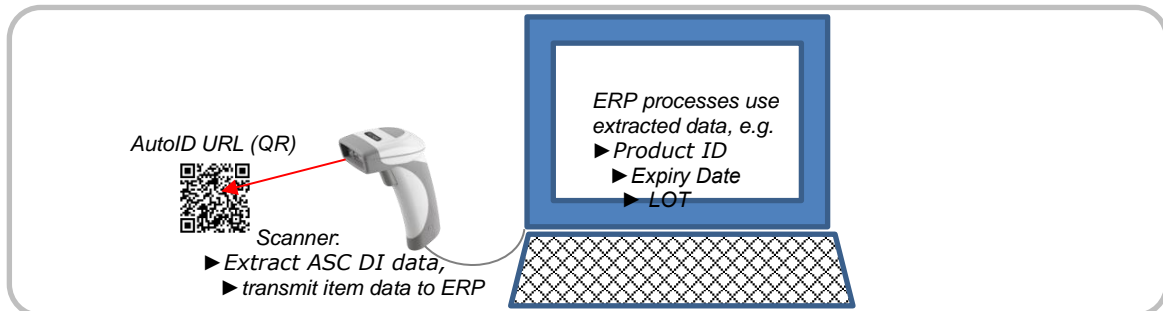 AutoID URL (QR)
Scanner:
►Extract ASC DI data,
►transmit item data to ERP
ERP processes use
extracted data, e.g.
►Product ID
►Expiry Date
► LOT